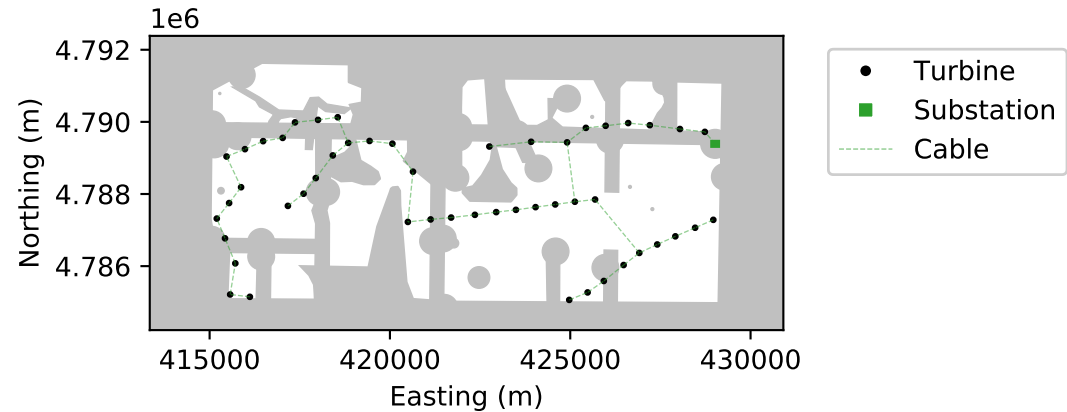 1e6
4.792
4.790
4.788
4.786
Northing (m)
415000 420000 425000 430000
Easting (m)
Turbine
Substation
Cable